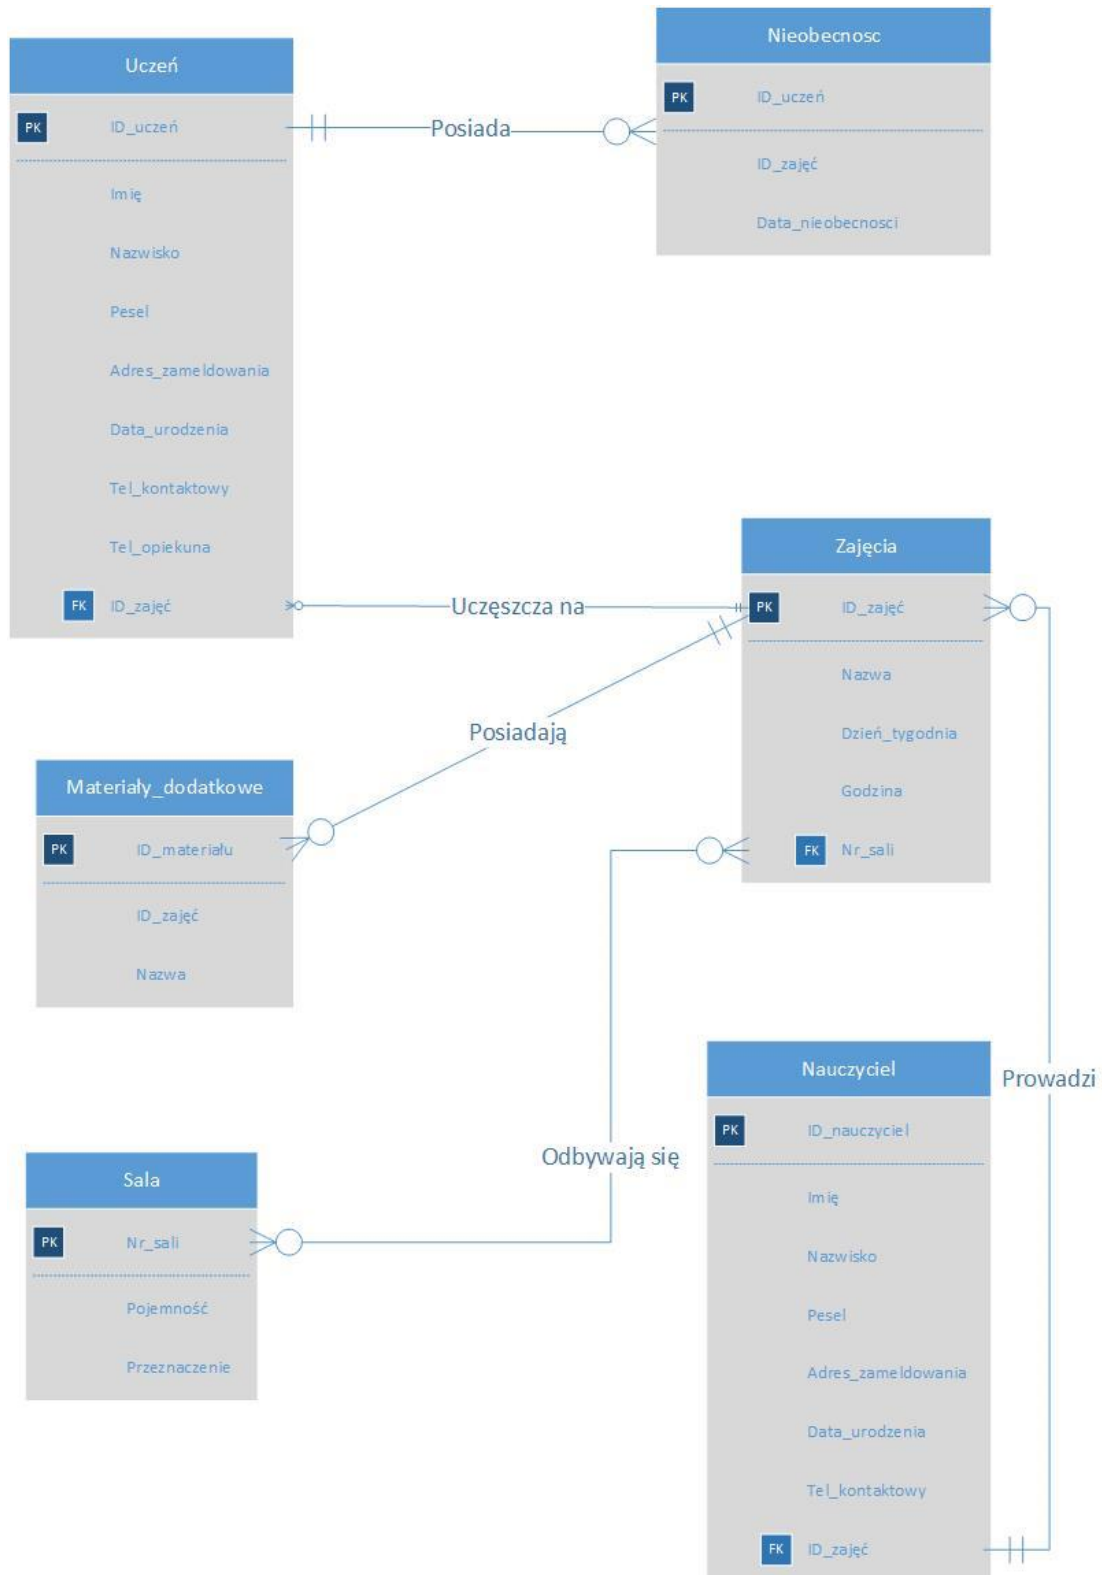 Uczeń
PK ID_uczeń
Imię
Nazwisko
Pesel
Adres_zameldowania
Data_urodzenia
Tel_kontaktowy
Tel_opiekuna
FK ID_zajęć
Posiada
Nieobecnosc
PK ID_uczeń
ID_zajęć
Data_nieobecnosci
Uczęszcza na
Zajęcia
PK ID_zajęć
Nazwa
Dzień_tygodnia
Godzina
FK Nr_sali
Posiadają
Materiały_dodatkowe
PK ID_materiału
ID_zajęć
Nazwa
Odbywają się
Sala
PK Nr_sali
Pojemność
Przeznaczenie
Prowadzi
Nauczyciel
PK ID_nauczyciel
Imię
Nazwisko
Pesel
Adres_zameldowania
Data_urodzenia
Tel_kontaktowy
FK ID_zajęć